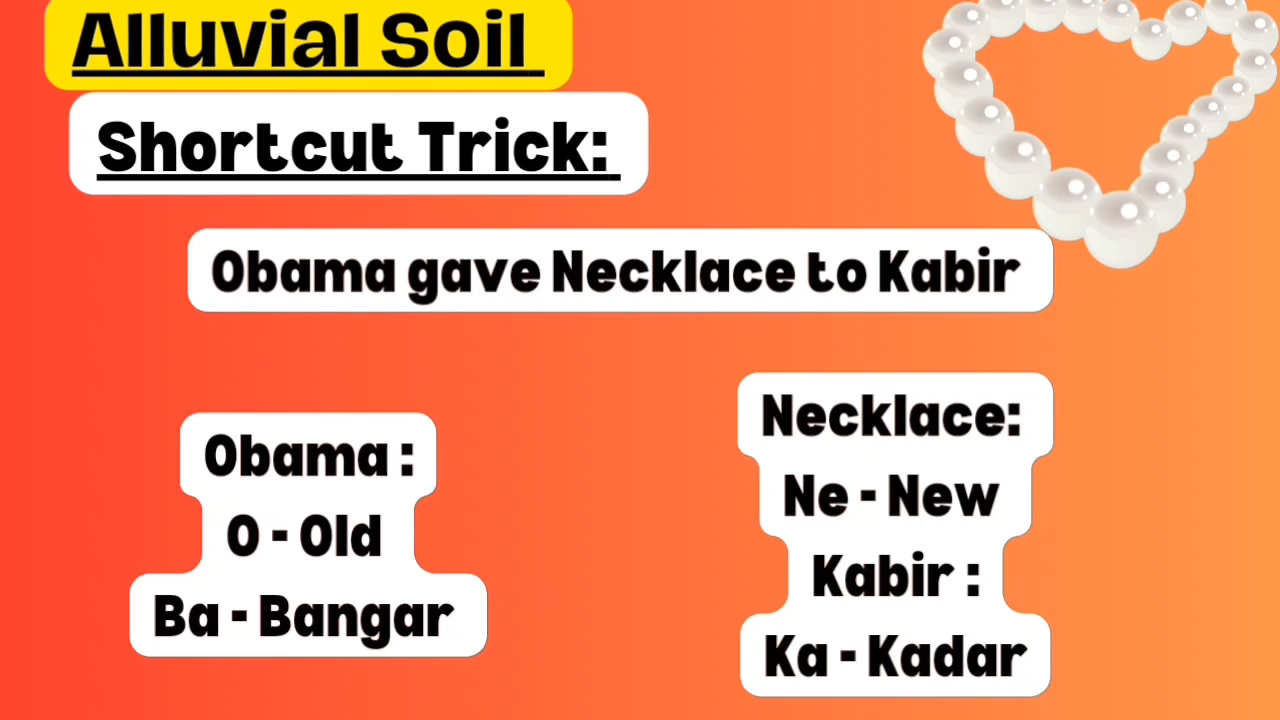 Alluvial Soil
Shortcut Trick:
Obama gave Necklace to Kabir
Obama :
O - Old
Ba - Bangar
Necklace:
Ne - New
Kabir :
Ka - Kadar